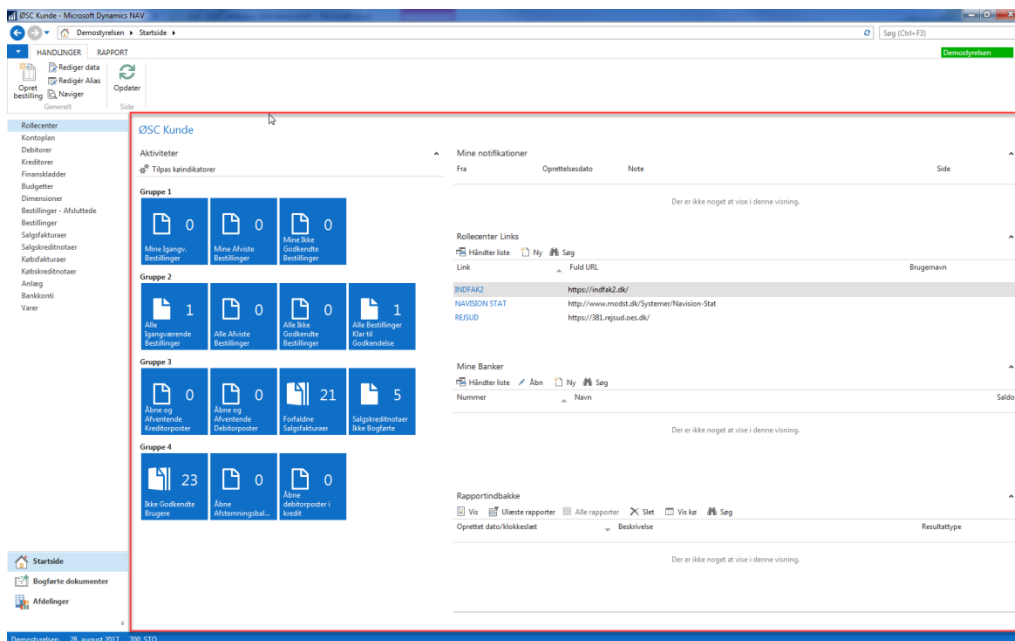 ØSC Kunde - Microsoft Dynamics NAV
Demostyrelsen ▸ Startside ▸
Søg (Ctrl+F3)
HANDLINGER RAPPORT
Demostyrelsen
Opret bestilling
Rediger data
Redigér Alias
Naviger
Opdater
Generelt
Side
Rollecenter
Kontoplan
Debitorer
Kreditorer
Finanskladder
Budgetter
Dimensioner
Bestillinger - Afsluttede
Bestillinger
Salgsfakturaer
Salgskreditnotaer
Købsfakturaer
Købskreditnotaer
Anlæg
Bankkonti
Varer
Startside
Bogførte dokumenter
Afdelinger
ØSC Kunde
Aktiviteter
Tilpas køindikatorer
Gruppe 1
0
Mine Igangv.
Bestillinger
0
Mine Afviste
Bestillinger
0
Mine Ikke
Godkendte
Bestillinger
Gruppe 2
1
Alle
Igangværende
Bestillinger
0
Alle Afviste
Bestillinger
0
Alle Ikke
Godkendte
Bestillinger
1
Alle Bestillinger
Klar til
Godkendelse
Gruppe 3
0
Åbne og
Afventende
Kreditorposter
0
Åbne og
Afventende
Debitorposter
21
Forfaldne
Salgsfakturaer
5
Salgskreditnotaer
Ikke Bogførte
Gruppe 4
23
Ikke Godkendte
Brugere
0
Åbne
Afstemningsbal...
0
Åbne
debitorposter i
kredit
Mine notifikationer
Fra Oprettelsesdato Note Side
Der er ikke noget at vise i denne visning.
Rollecenter Links
Håndter liste Ny Søg
Link Fuld URL Brugernavn
INDFAK2 https://indfak2.dk/
NAVISION STAT http://www.modst.dk/Systemer/Navision-Stat
REJSUD https://381.rejsud.oes.dk/
Mine Banker
Håndter liste Åbn Ny Søg
Nummer Navn Saldo
Der er ikke noget at vise i denne visning.
Rapportindbakke
Vis Ulæste rapporter Alle rapporter Slet Vis kø Søg
Oprettet dato/klokkeslæt Beskrivelse Resultattype
Der er ikke noget at vise i denne visning.
Demostyrelsen 28. august 2017 700_STO